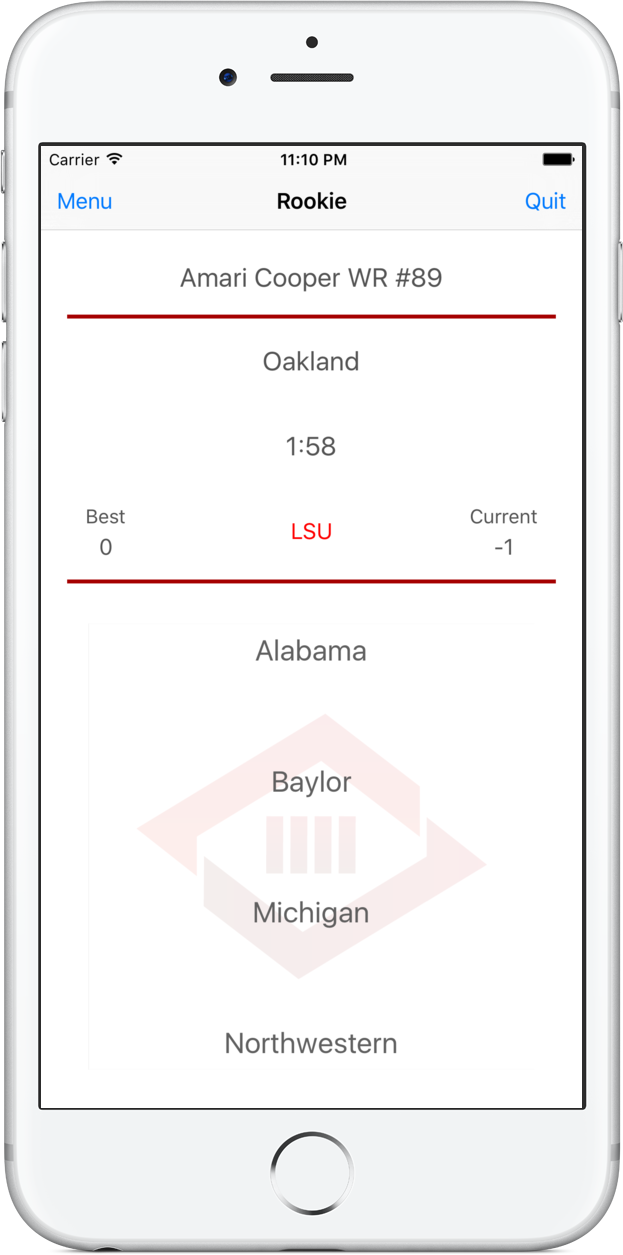 Carrier 11:10 PM
Menu Rookie Quit
Amari Cooper WR #89
Oakland
1:58
Best LSU Current
0 -1
Alabama
Baylor
Michigan
Northwestern